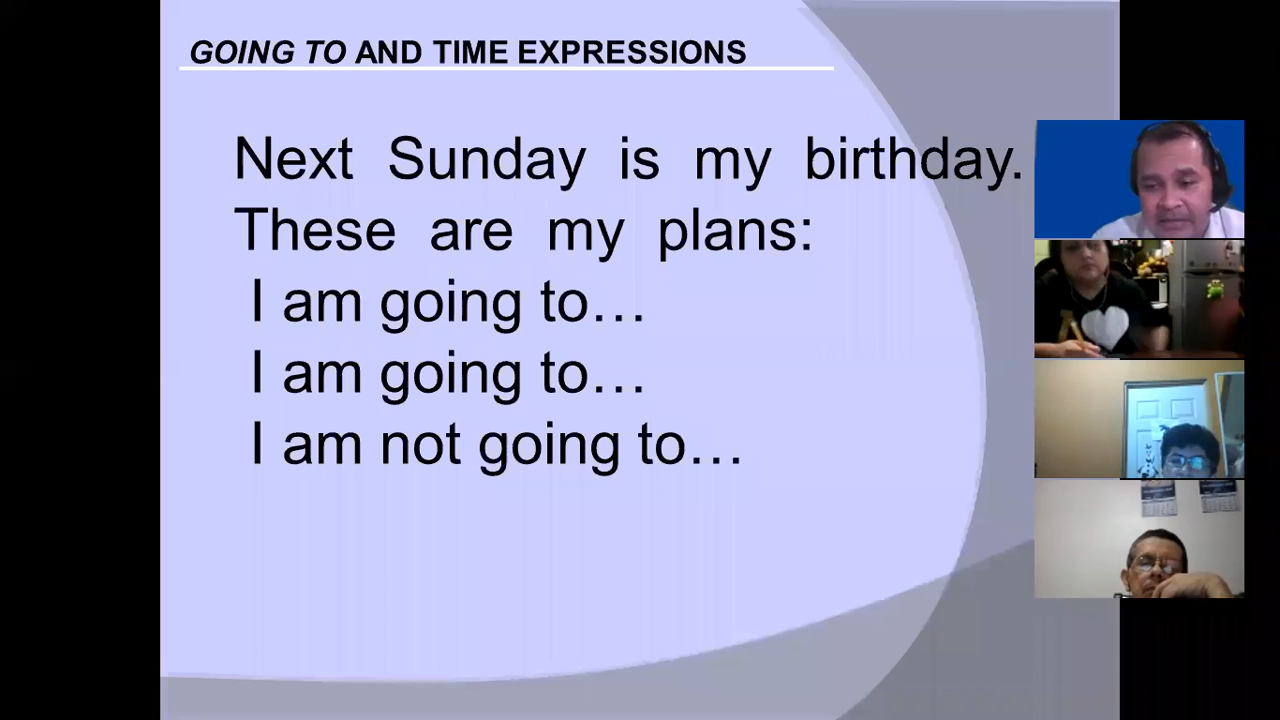 GOING TO AND TIME EXPRESSIONS
Next Sunday is my birthday.
These are my plans:
I am going to…
I am going to…
I am not going to…